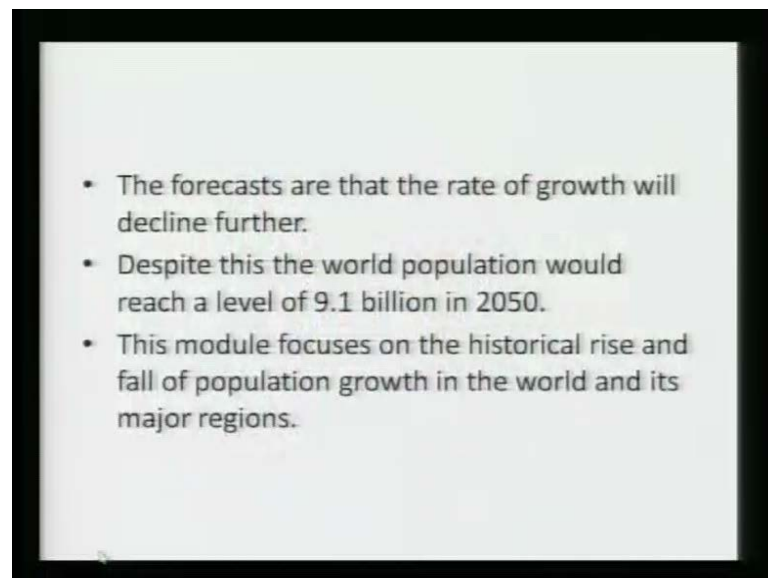 • The forecasts are that the rate of growth will
decline further.
• Despite this the world population would
reach a level of 9.1 billion in 2050.
• This module focuses on the historical rise and
fall of population growth in the world and its
major regions.